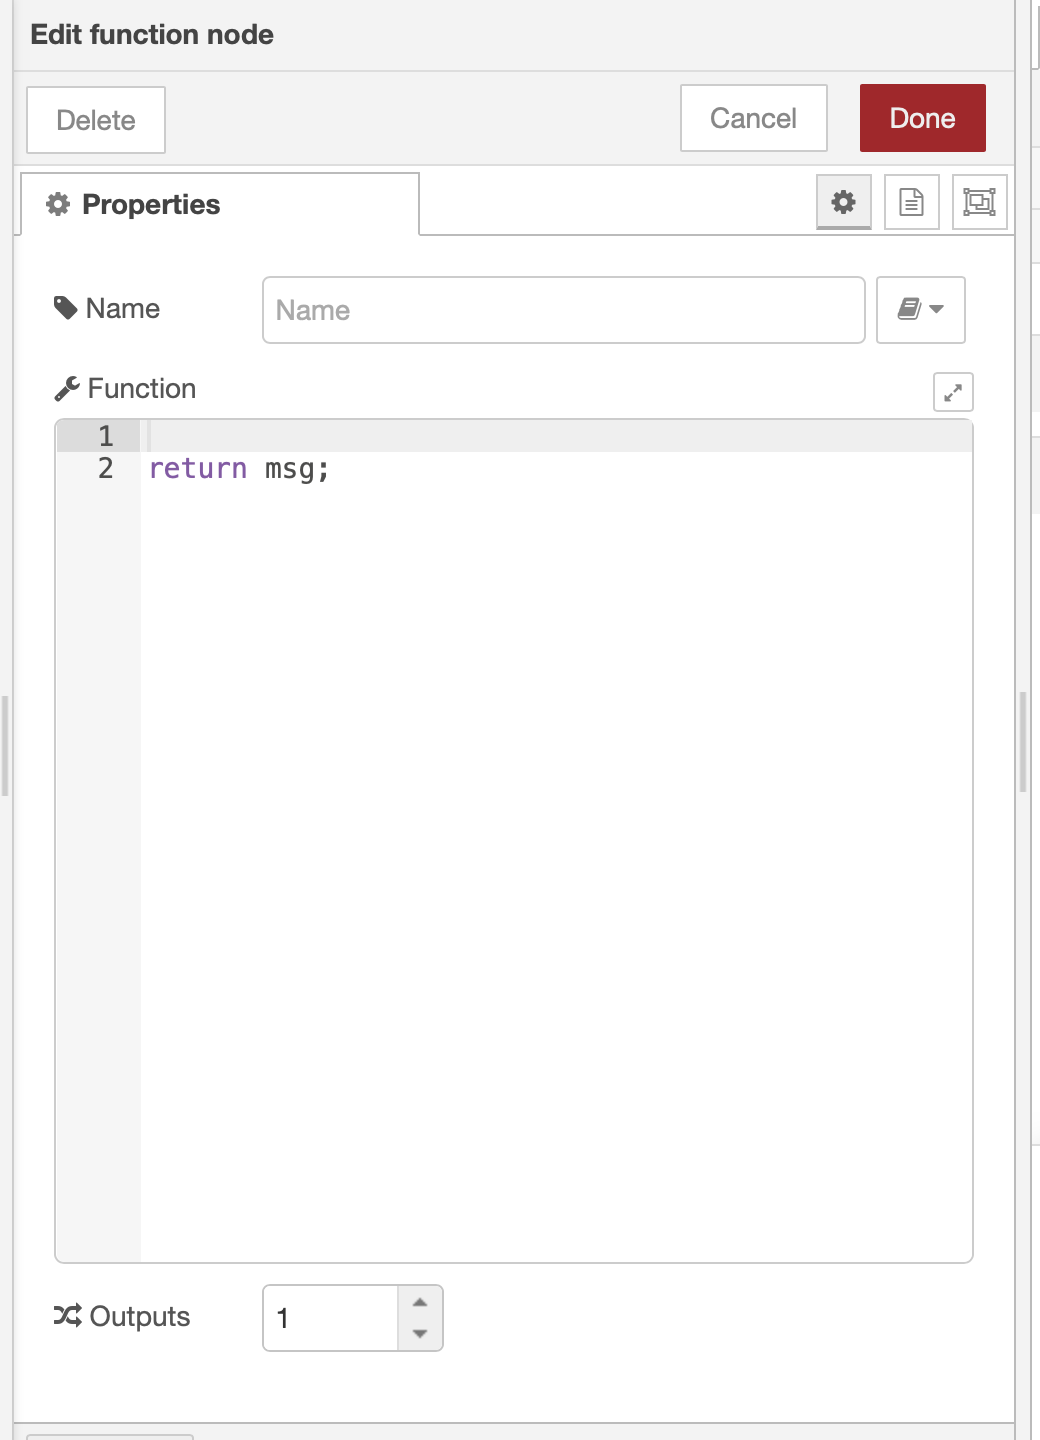 Edit function node
Delete
Cancel
Done
Properties
Name
Name
Function
1
2 return msg;
Outputs
1